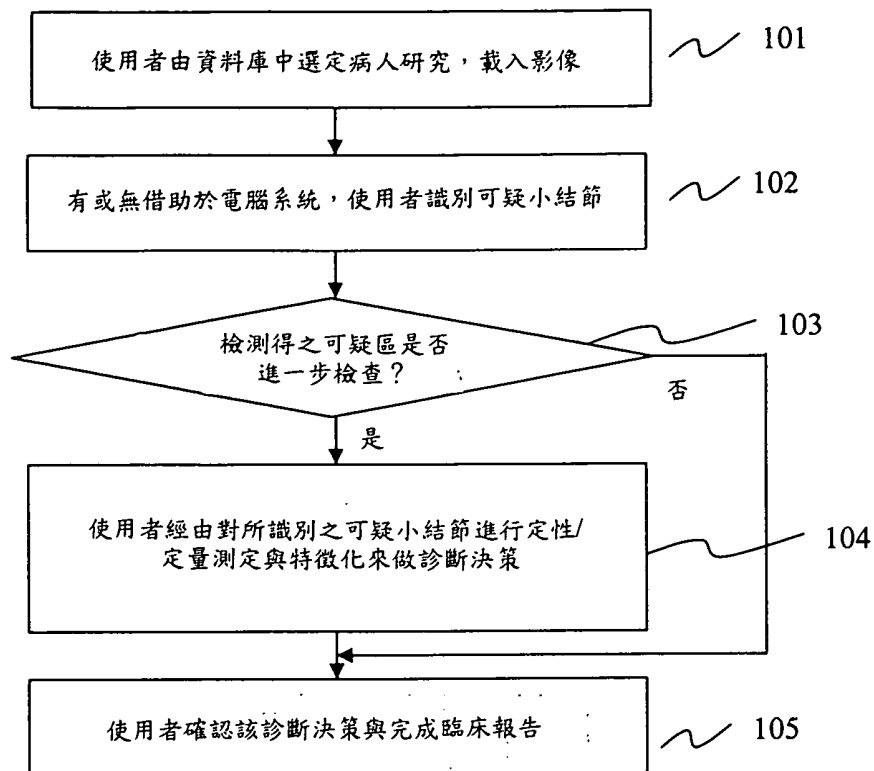 使用者由資料庫中選定病人研究，載入影像
101
有或無借助於電腦系統，使用者識別可疑小結節
102
檢測得之可疑區是否
進一步檢查？
103
否
是
使用者經由對所識別之可疑小結節進行定性/
定量測定與特徵化來做診斷決策
104
使用者確認該診斷決策與完成臨床報告
105